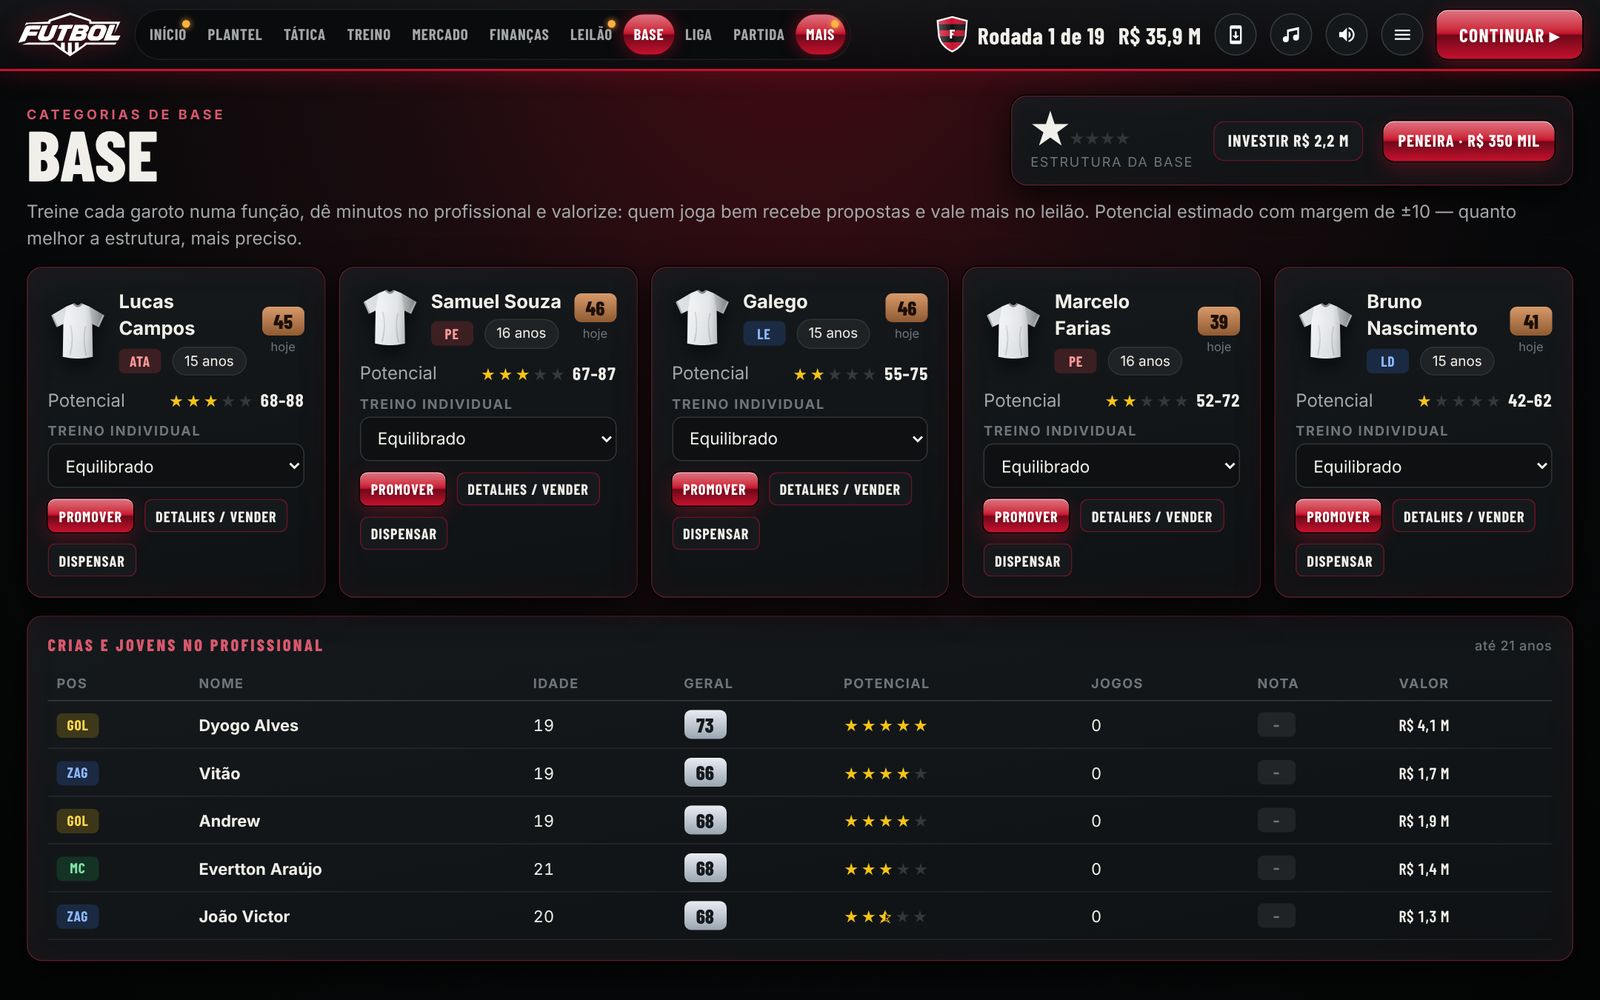 FUTBOL
INÍCIO PLANTEL TÁTICA TREINO MERCADO FINANÇAS LEILÃO BASE LIGA PARTIDA MAIS
F Rodada 1 de 19 R$ 35,9 M CONTINUAR ▶
CATEGORIAS DE BASE
BASE
ESTRUTURA DA BASE
INVESTIR R$ 2,2 M
PENEIRA · R$ 350 MIL
Treine cada garoto numa função, dê minutos no profissional e valorize: quem joga bem recebe propostas e vale mais no leilão. Potencial estimado com margem de ±10 — quanto
melhor a estrutura, mais preciso.
Lucas
Campos
ATA 15 anos
45
hoje
Potencial ★★★★★ 68-88
TREINO INDIVIDUAL
Equilibrado
PROMOVER DETALHES / VENDER
DISPENSAR
Samuel Souza
PE 16 anos
46
hoje
Potencial ★★★★★ 67-87
TREINO INDIVIDUAL
Equilibrado
PROMOVER DETALHES / VENDER
DISPENSAR
Galego
LE 15 anos
46
hoje
Potencial ★★★★★ 55-75
TREINO INDIVIDUAL
Equilibrado
PROMOVER DETALHES / VENDER
DISPENSAR
Marcelo
Farias
PE 16 anos
39
hoje
Potencial ★★★★★ 52-72
TREINO INDIVIDUAL
Equilibrado
PROMOVER DETALHES / VENDER
DISPENSAR
Bruno
Nascimento
LD 15 anos
41
hoje
Potencial ★★★★★ 42-62
TREINO INDIVIDUAL
Equilibrado
PROMOVER DETALHES / VENDER
DISPENSAR
CRIAS E JOVENS NO PROFISSIONAL até 21 anos
POS NOME IDADE GERAL POTENCIAL JOGOS NOTA VALOR
GOL Dyogo Alves 19 73 ★★★★★ 0 - R$ 4,1 M
ZAG Vitão 19 66 ★★★★★ 0 - R$ 1,7 M
GOL Andrew 19 68 ★★★★★ 0 - R$ 1,9 M
MC Evertton Araújo 21 68 ★★★★★ 0 - R$ 1,4 M
ZAG João Victor 20 68 ★★★★★ 0 - R$ 1,3 M